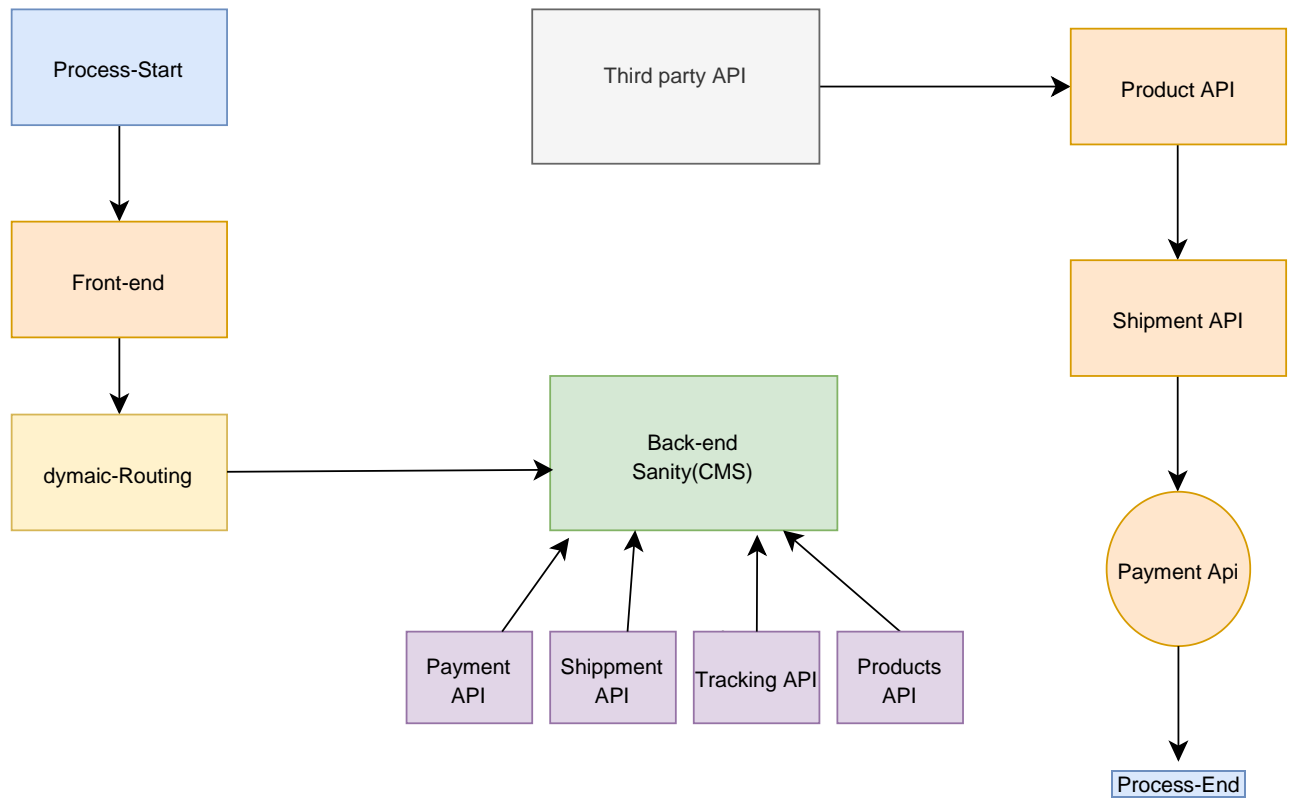 Process-Start
Third party API
Product API
Front-end
Shipment API
dymaic-Routing
Back-end
Sanity(CMS)
Payment Api
Payment
API
Shippment
API
Tracking API
Products
API
Process-End